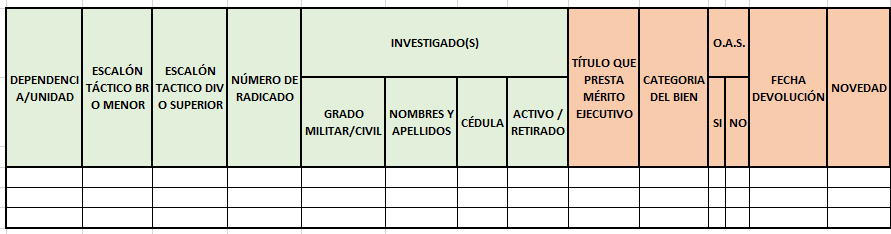 DEPENDENCI
A/UNIDAD
ESCALÓN
TÁCTICO BR
O MENOR
ESCALÓN
TACTICO DIV
O SUPERIOR
NÚMERO DE
RADICADO
INVESTIGADO(S)
GRADO
MILITAR/CIVIL
NOMBRES Y
APELLIDOS
CÉDULA
ACTIVO /
RETIRADO
TÍTULO QUE
PRESTA
MÉRITO
EJECUTIVO
CATEGORIA
DEL BIEN
O.A.S.
SI
NO
FECHA
DEVOLUCIÓN
NOVEDAD